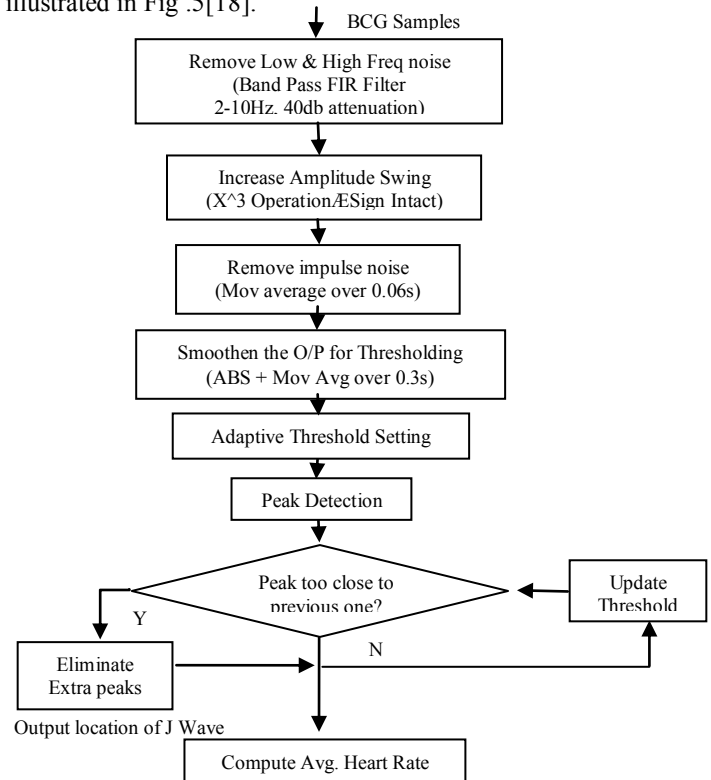 illustrated in Fig .5[18].
BCG Samples
Remove Low & High Freq noise
(Band Pass FIR Filter
2-10Hz, 40db attenuation)
Increase Amplitude Swing
(X^3 OperationÆSign Intact)
Remove impulse noise
(Mov average over 0.06s)
Smoothen the O/P for Thresholding
(ABS + Mov Avg over 0.3s)
Adaptive Threshold Setting
Peak Detection
Peak too close to
previous one?
Update
Threshold
Y
N
Eliminate
Extra peaks
Output location of J Wave
Compute Avg. Heart Rate